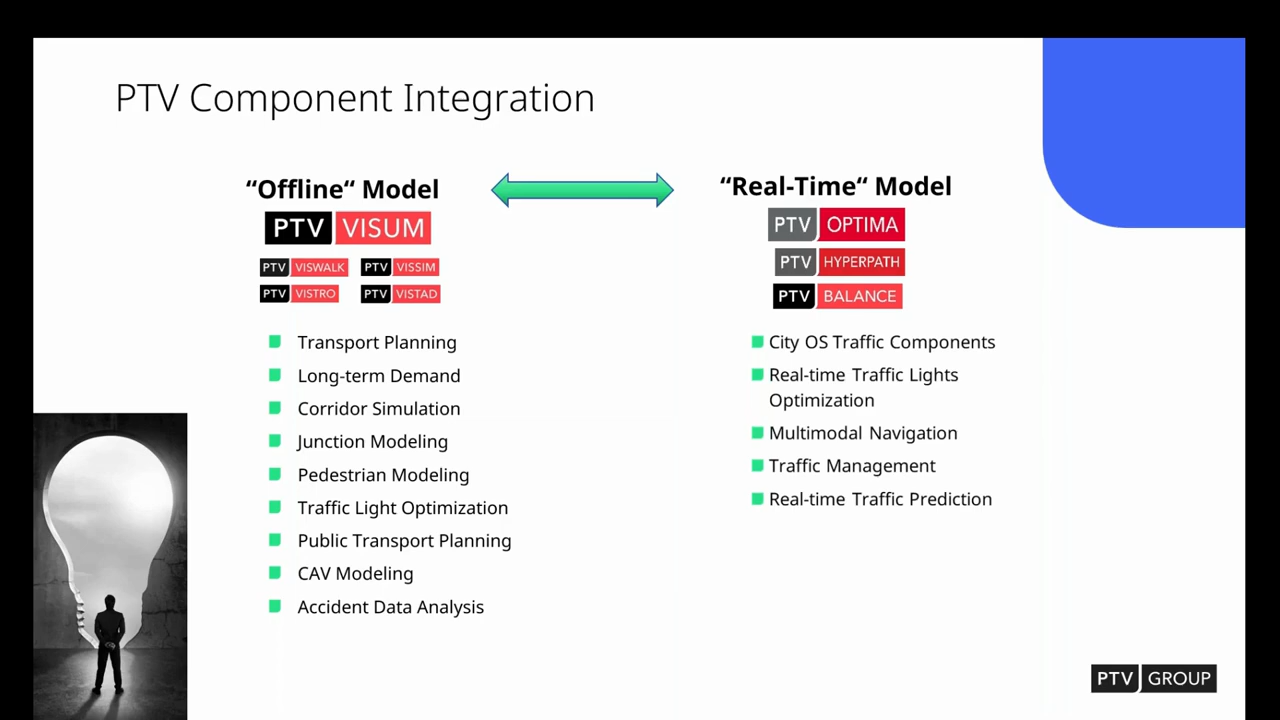 PTV Component Integration
“Offline“ Model
PTV VISUM
PTV VISWALK PTV VISSIM
PTV VISTRO PTV VISTAD
Transport Planning
Long-term Demand
Corridor Simulation
Junction Modeling
Pedestrian Modeling
Traffic Light Optimization
Public Transport Planning
CAV Modeling
Accident Data Analysis
“Real-Time“ Model
PTV OPTIMA
PTV HYPERPATH
PTV BALANCE
City OS Traffic Components
Real-time Traffic Lights
Optimization
Multimodal Navigation
Traffic Management
Real-time Traffic Prediction
PTV GROUP